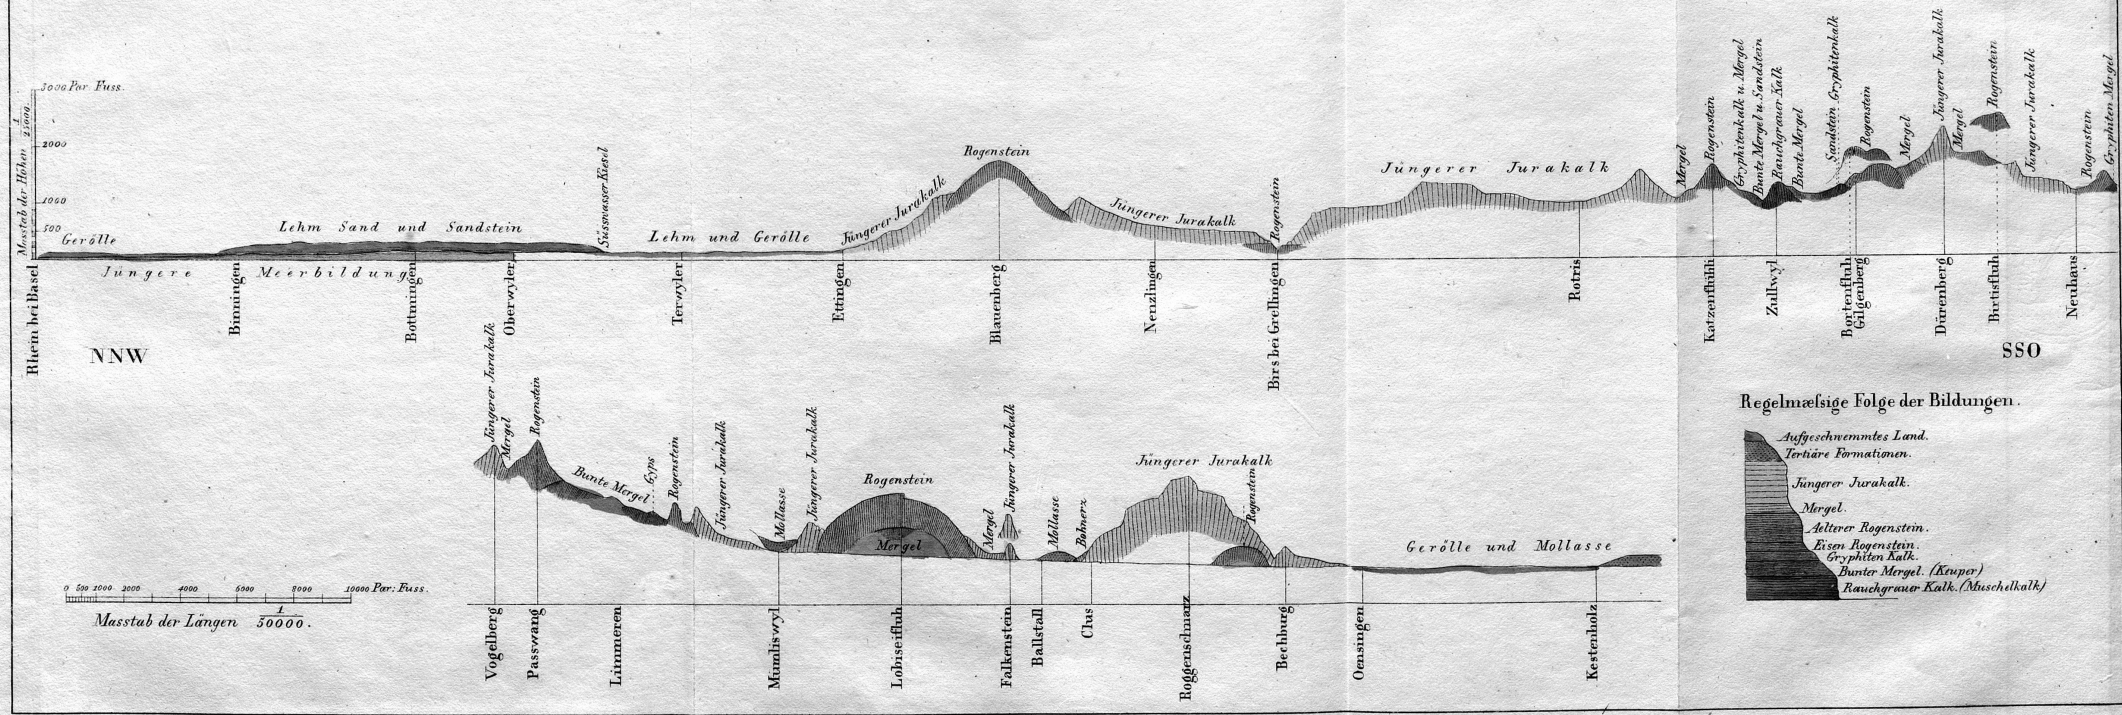 3000 Par. Fuss.
2000
1000
500
Masstab der Höhen 1/25000.
Gerölle
Lehm Sand und Sandstein
Süsswasser Kiesel
Lehm und Gerölle
Jüngerer Jurakalk
Rogenstein
Jüngerer Jurakalk
Rogenstein
Jüngerer Jurakalk
Mergel
Rogenstein
Gryphitenkalk u. Mergel
Bunte Mergel u. Sandstein
Rauchgrauer Kalk
Bunte Mergel
Sandstein
Gryphitenkalk
Rogenstein
Mergel
Jüngerer Jurakalk
Mergel
Rogenstein
Jüngerer Jurakalk
Rogenstein
Gryphiten Mergel
Jüngere Meerbildung
Rhein bei Basel
Binningen
Bottmingen
Oberwyler
Terwyler
Ettingen
Blauenberg
Nenzlingen
Birs bei Grellingen
Rotris
Katzenfluhli
Zullwyl
Bortenfluh
Gilgenberg
Dürrenberg
Burtisfluh
Neuhaus
NNW
SSO
Jüngerer Jurakalk
Mergel
Rogenstein
Bunte Mergel
Gyps
Rogenstein
Jüngerer Jurakalk
Mollasse
Jüngerer Jurakalk
Rogenstein
Mergel
Mergel
Jüngerer Jurakalk
Mollasse
Bohnerz
Jüngerer Jurakalk
Rogenstein
Gerölle und Mollasse
Vogelberg
Passwang
Limmeren
Mumliswyl
Lobiseifluh
Falkenstein
Ballstall
Clus
Roggenschnarz
Bechburg
Oensingen
Kestenholz
0 500 1000 2000 4000 6000 8000 10000 Par: Fuss.
Masstab der Längen 1/50000.
Regelmæfsige Folge der Bildungen.
Aufgeschwemmtes Land.
Tertiäre Formationen.
Jüngerer Jurakalk.
Mergel.
Aelterer Rogenstein.
Eisen Rogenstein.
Gryphiten Kalk.
Bunter Mergel. (Keuper)
Rauchgrauer Kalk. (Muschelkalk)